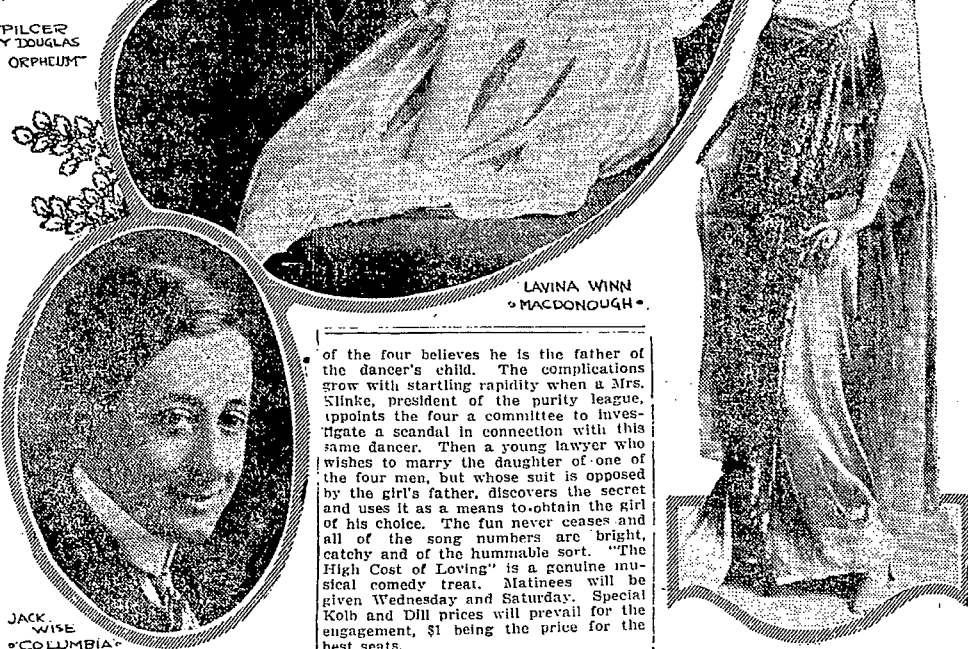 PILCER
Y DOUGLAS
ORPHEUM
LAVINA WINN
MACDONOUGH
of the four believes he is the father of
the dancer's child. The complications
grow with startling rapidity when a Mrs.
Klinke, president of the purity league,
appoints the four a committee to inves-
tigate a scandal in connection with this
same dancer. Then a young lawyer who
wishes to marry the daughter of one of
the four men, but whose suit is opposed
by the girl's father, discovers the secret
and uses it as a means to obtain the girl
of his choice. The fun never ceases and
all of the song numbers are bright,
catchy and of the hummable sort. "The
High Cost of Loving" is a genuine mu-
sical comedy treat. Matinees will be
given Wednesday and Saturday. Special
Kolb and Dill prices will prevail for the
engagement, $1 being the price for the
best seats.
JACK
WISE
COLUMBIA